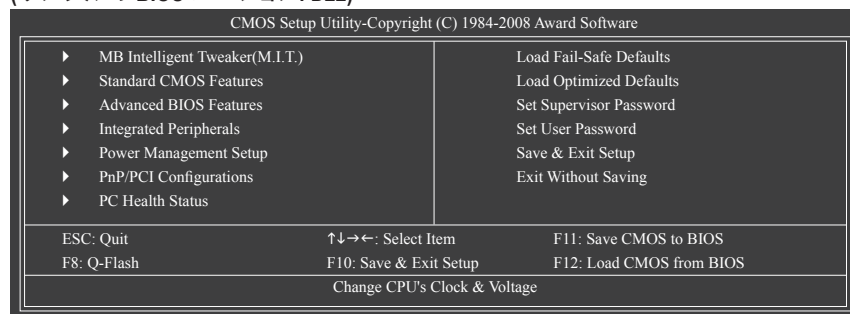 CMOS Setup Utility-Copyright (C) 1984-2008 Award Software
MB Intelligent Tweaker(M.I.T.)
Standard CMOS Features
Advanced BIOS Features
Integrated Peripherals
Power Management Setup
PnP/PCI Configurations
PC Health Status
Load Fail-Safe Defaults
Load Optimized Defaults
Set Supervisor Password
Set User Password
Save & Exit Setup
Exit Without Saving
ESC: Quit ↑↓→←: Select Item F11: Save CMOS to BIOS
F8: Q-Flash F10: Save & Exit Setup F12: Load CMOS from BIOS
Change CPU's Clock & Voltage